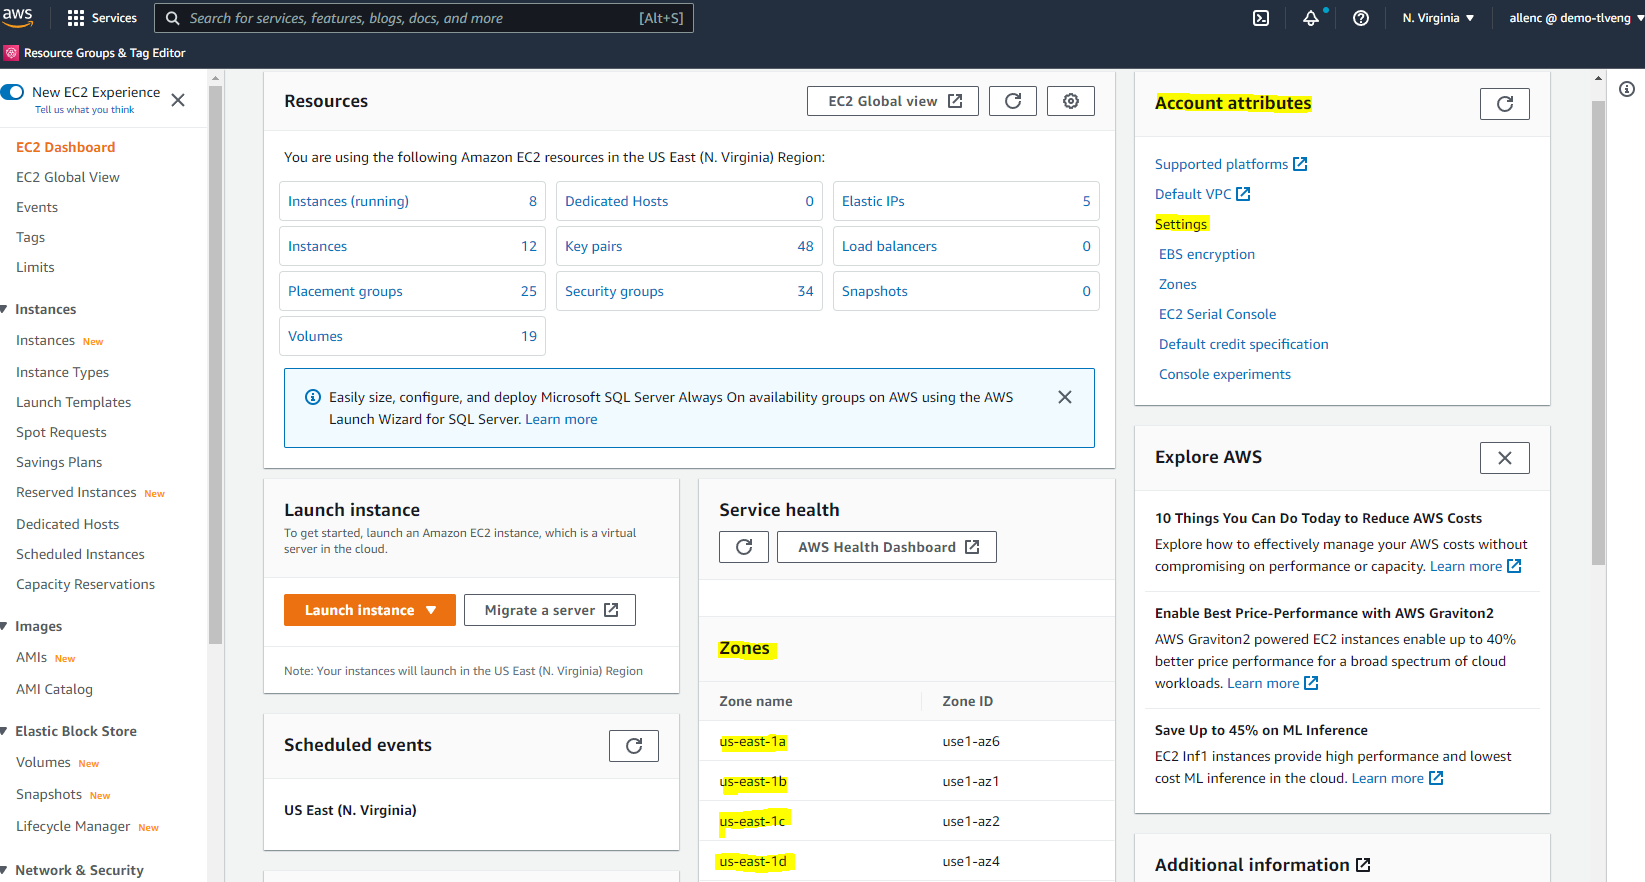 aws
Services
Search for services, features, blogs, docs, and more
[Alt+S]
N. Virginia
allenc @ demo-tlveng
Resource Groups & Tag Editor
New EC2 Experience
Tell us what you think
EC2 Dashboard
EC2 Global View
Events
Tags
Limits
Instances
Instances New
Instance Types
Launch Templates
Spot Requests
Savings Plans
Reserved Instances New
Dedicated Hosts
Scheduled Instances
Capacity Reservations
Images
AMIs New
AMI Catalog
Elastic Block Store
Volumes New
Snapshots New
Lifecycle Manager New
Network & Security
Resources
EC2 Global view
You are using the following Amazon EC2 resources in the US East (N. Virginia) Region:
Instances (running) 8
Dedicated Hosts 0
Elastic IPs 5
Instances 12
Key pairs 48
Load balancers 0
Placement groups 25
Security groups 34
Snapshots 0
Volumes 19
Easily size, configure, and deploy Microsoft SQL Server Always On availability groups on AWS using the AWS
Launch Wizard for SQL Server. Learn more
Launch instance
To get started, launch an Amazon EC2 instance, which is a virtual
server in the cloud.
Launch instance
Migrate a server
Note: Your instances will launch in the US East (N. Virginia) Region
Scheduled events
US East (N. Virginia)
Service health
AWS Health Dashboard
Zones
Zone name Zone ID
us-east-1a use1-az6
us-east-1b use1-az1
us-east-1c use1-az2
us-east-1d use1-az4
Account attributes
Supported platforms
Default VPC
Settings
EBS encryption
Zones
EC2 Serial Console
Default credit specification
Console experiments
Explore AWS
10 Things You Can Do Today to Reduce AWS Costs
Explore how to effectively manage your AWS costs without
compromising on performance or capacity. Learn more
Enable Best Price-Performance with AWS Graviton2
AWS Graviton2 powered EC2 instances enable up to 40%
better price performance for a broad spectrum of cloud
workloads. Learn more
Save Up to 45% on ML Inference
EC2 Inf1 instances provide high performance and lowest
cost ML inference in the cloud. Learn more
Additional information